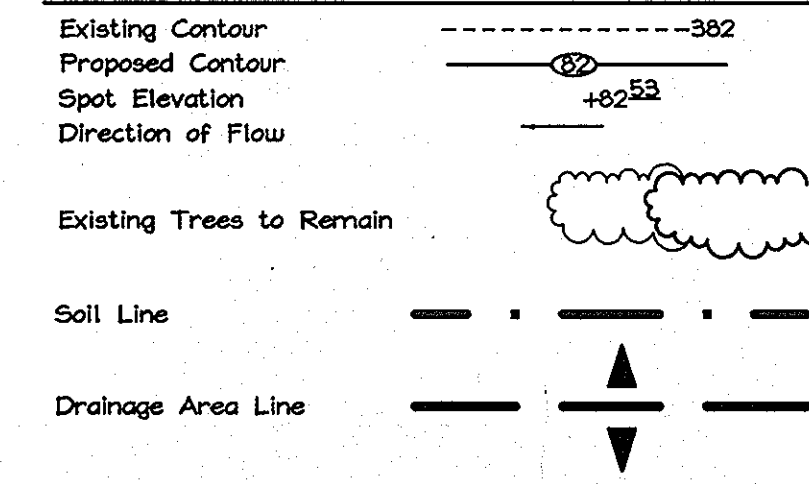 Existing Contour 382
Proposed Contour 82
Spot Elevation +82 53
Direction of Flow
Existing Trees to Remain
Soil Line
Drainage Area Line